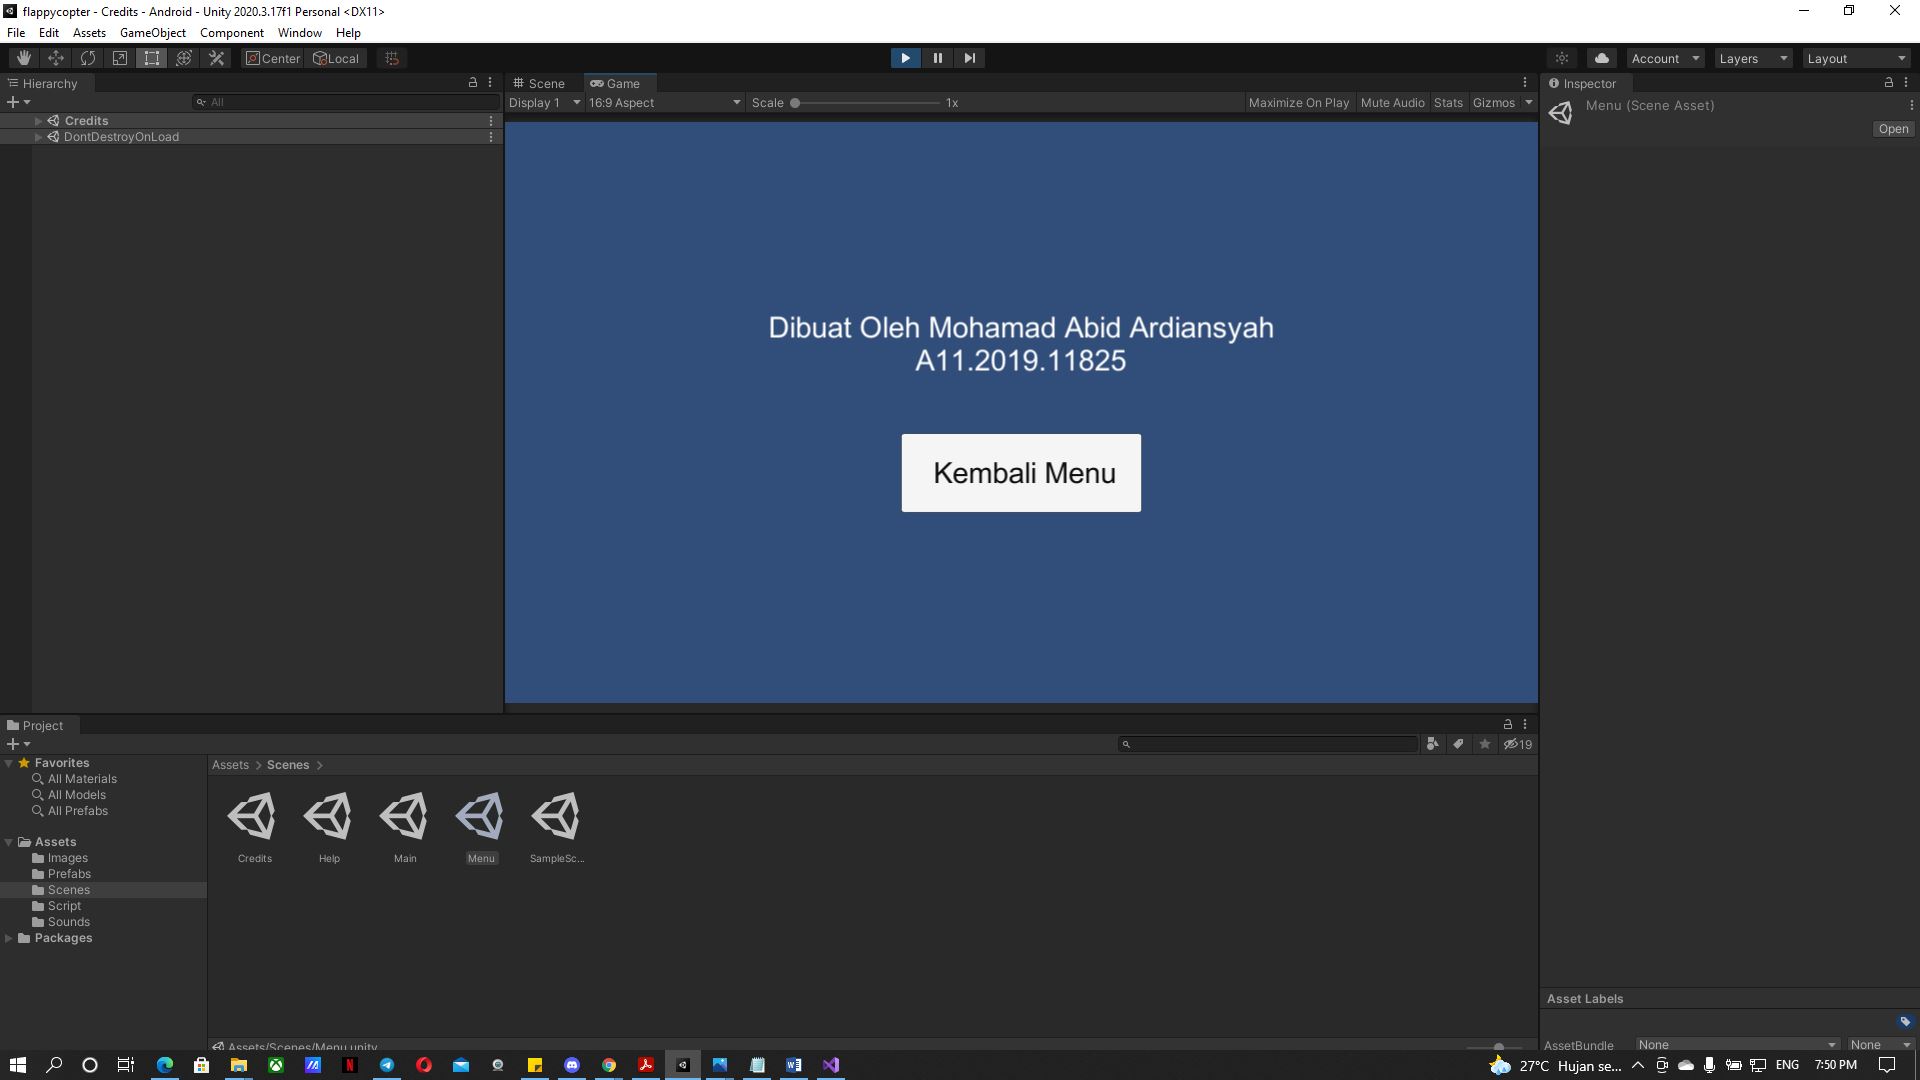 flappycopter - Credits - Android - Unity 2020.3.17f1 Personal <DX11>
File Edit Assets GameObject Component Window Help
Center Local
Account Layers Layout
Hierarchy
All
Credits
DontDestroyOnLoad
Scene Game
Display 1 16:9 Aspect Scale 1x Maximize On Play Mute Audio Stats Gizmos
Dibuat Oleh Mohamad Abid Ardiansyah
A11.2019.11825
Kembali Menu
Inspector
Menu (Scene Asset)
Open
Project
19
Favorites
All Materials
All Models
All Prefabs
Assets
Images
Prefabs
Scenes
Script
Sounds
Packages
Assets > Scenes >
Credits Help Main Menu SampleSc...
Assets/Scenes/Menu.unity
Asset Labels
AssetBundle None None
27°C Hujan se... ENG 7:50 PM